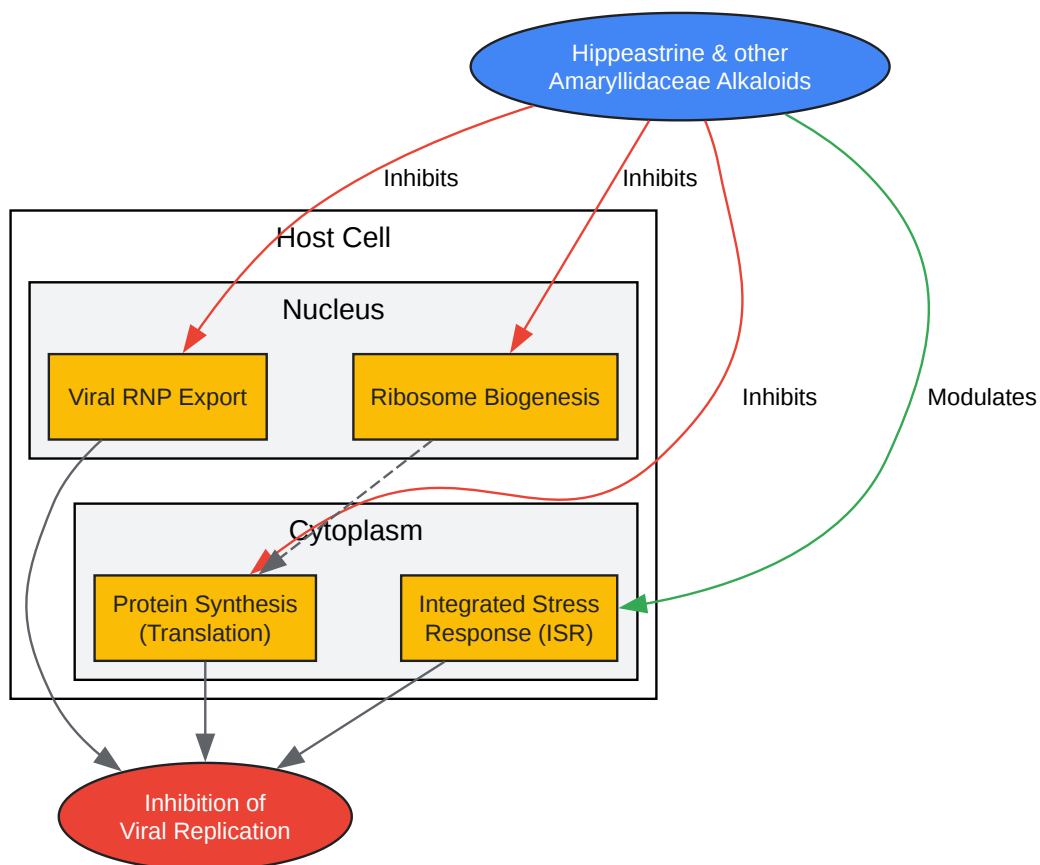 Hippeastrine & other
Amaryllidaceae Alkaloids
Inhibits
Inhibits
Host Cell
Nucleus
Viral RNP Export
Ribosome Biogenesis
Inhibits
Modulates
Cytoplasm
Protein Synthesis
(Translation)
Integrated Stress
Response (ISR)
Inhibition of
Viral Replication